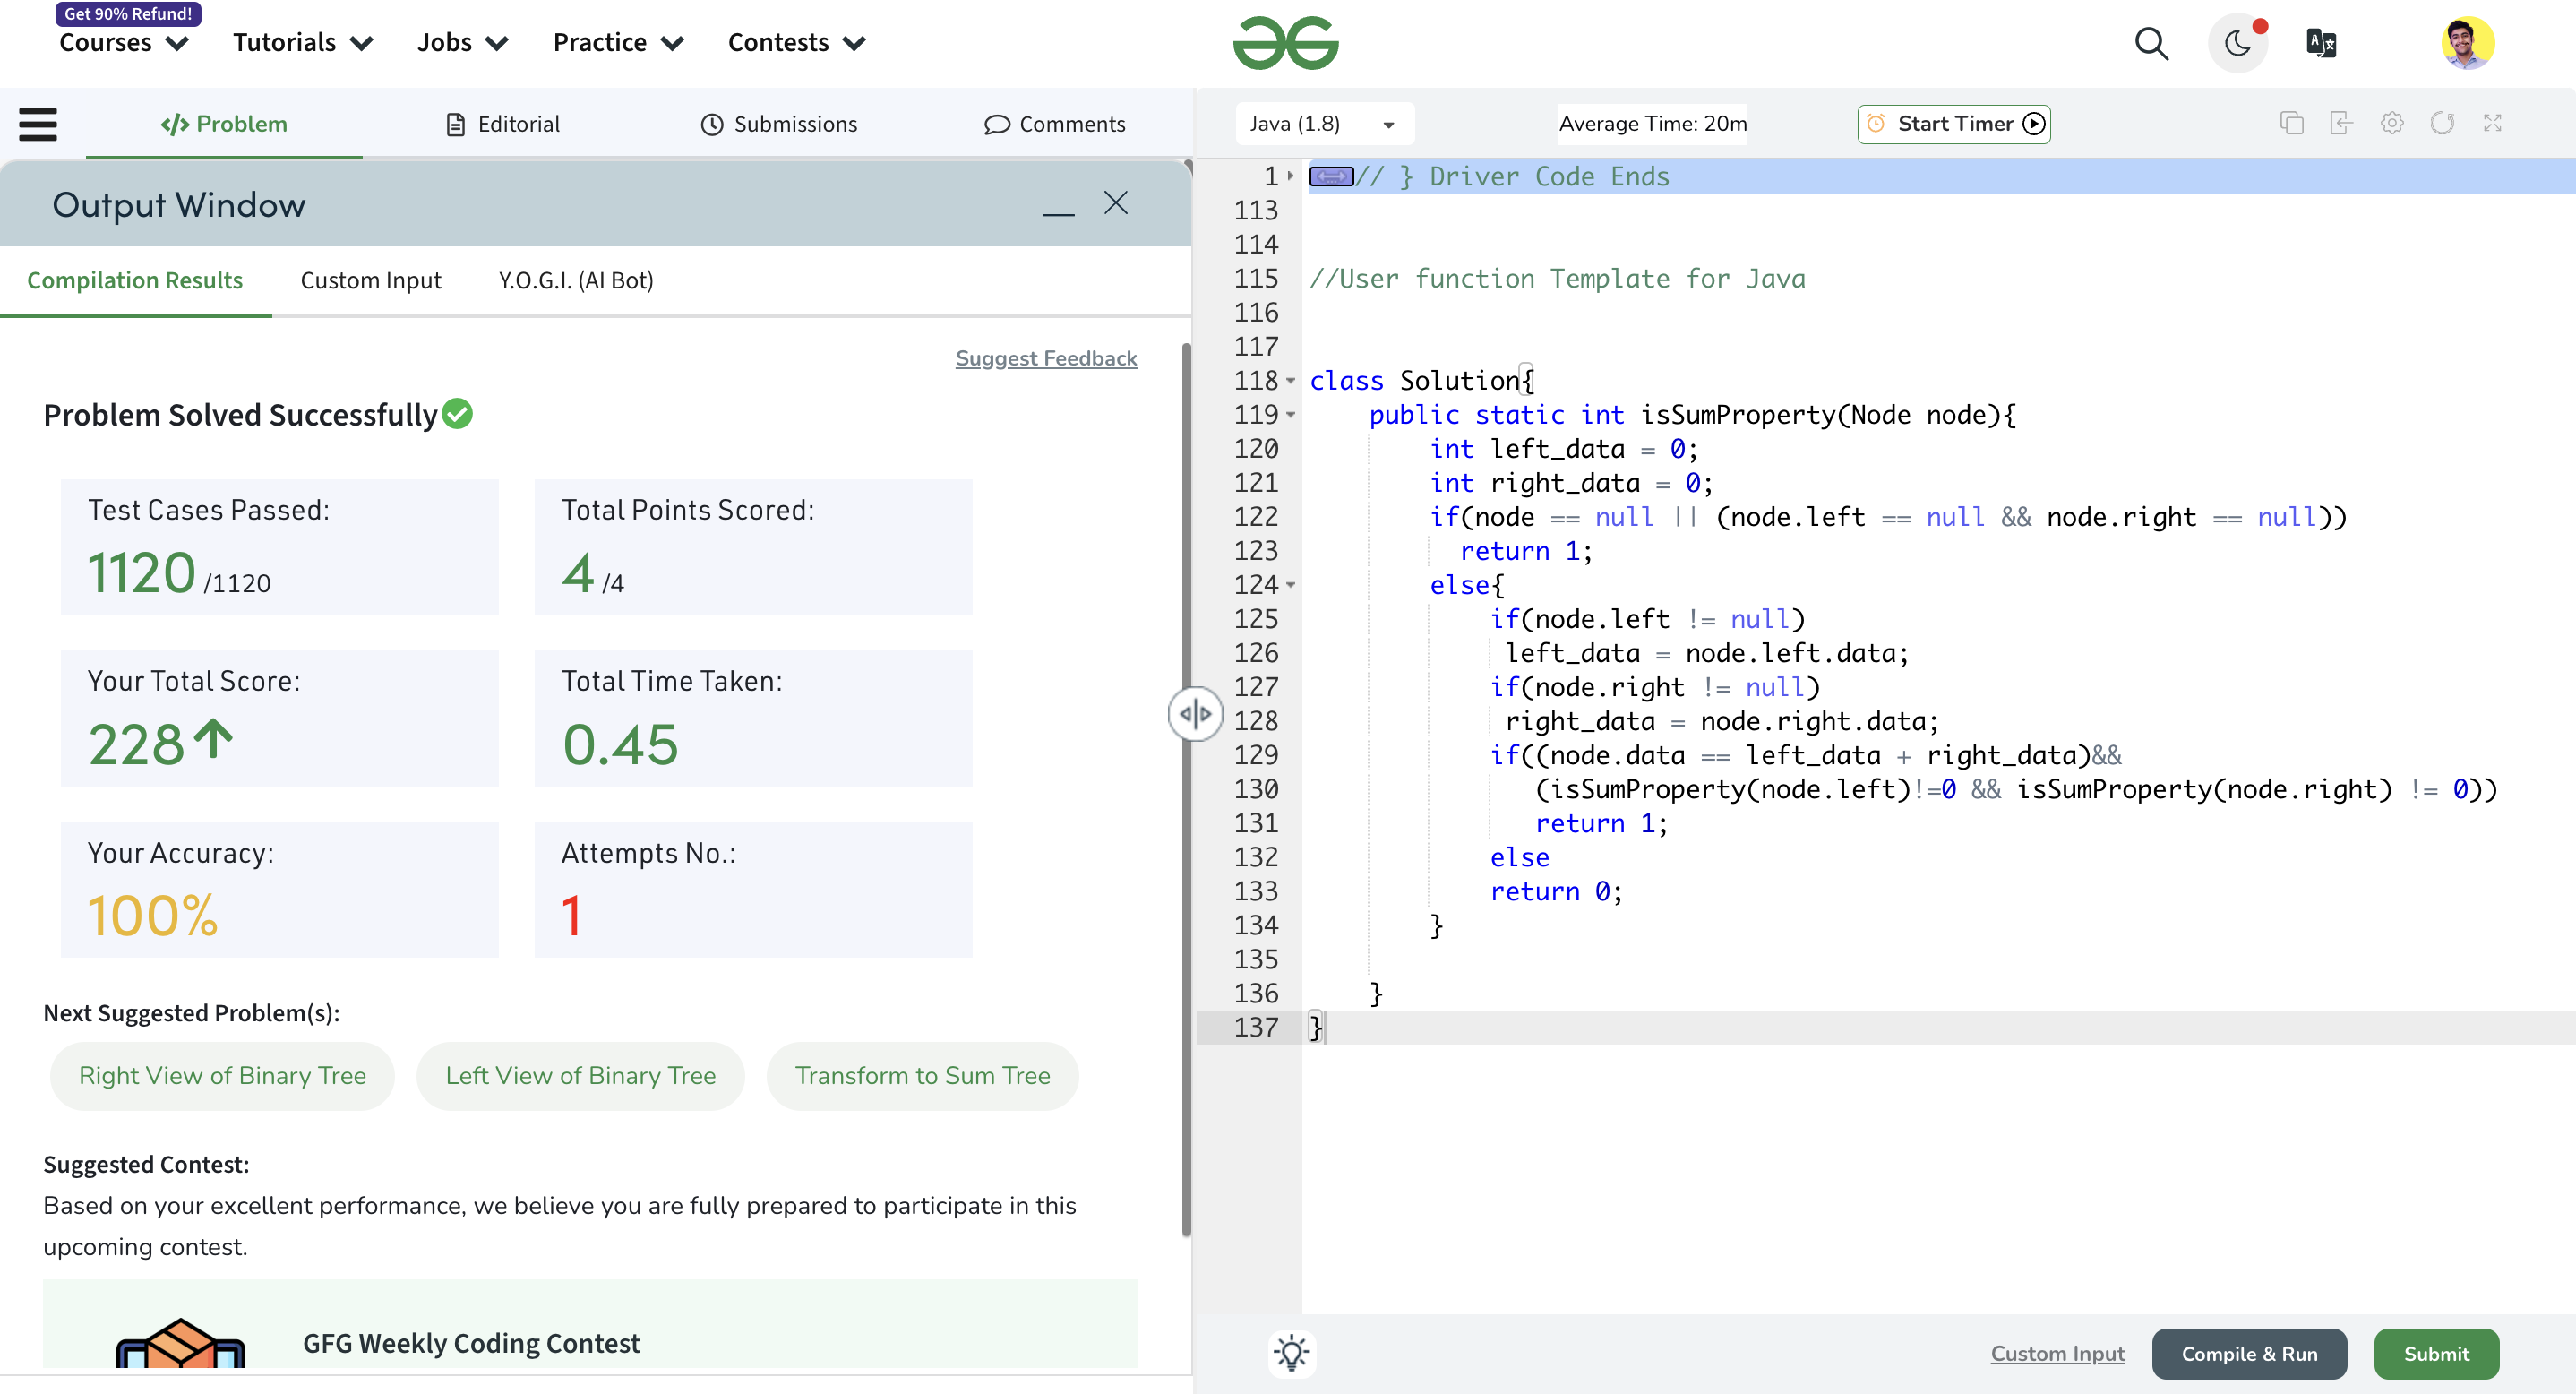 Get 90% Refund!
Courses Tutorials Jobs Practice Contests
Problem Editorial Submissions Comments
Output Window
Compilation Results Custom Input Y.O.G.I. (AI Bot)
Suggest Feedback
Problem Solved Successfully
Test Cases Passed:
1120 /1120
Total Points Scored:
4 /4
Your Total Score:
228
Total Time Taken:
0.45
Your Accuracy:
100%
Attempts No.:
1
Next Suggested Problem(s):
Right View of Binary Tree Left View of Binary Tree Transform to Sum Tree
Suggested Contest:
Based on your excellent performance, we believe you are fully prepared to participate in this
upcoming contest.
GFG Weekly Coding Contest
Java (1.8) Average Time: 20m Start Timer
1 // } Driver Code Ends
113
114
115 //User function Template for Java
116
117
118 class Solution{
119 public static int isSumProperty(Node node){
120 int left_data = 0;
121 int right_data = 0;
122 if(node == null || (node.left == null && node.right == null))
123 return 1;
124 else{
125 if(node.left != null)
126 left_data = node.left.data;
127 if(node.right != null)
128 right_data = node.right.data;
129 if((node.data == left_data + right_data)&&
130 (isSumProperty(node.left)!=0 && isSumProperty(node.right) != 0))
131 return 1;
132 else
133 return 0;
134 }
135
136 }
137 }
Custom Input Compile & Run Submit